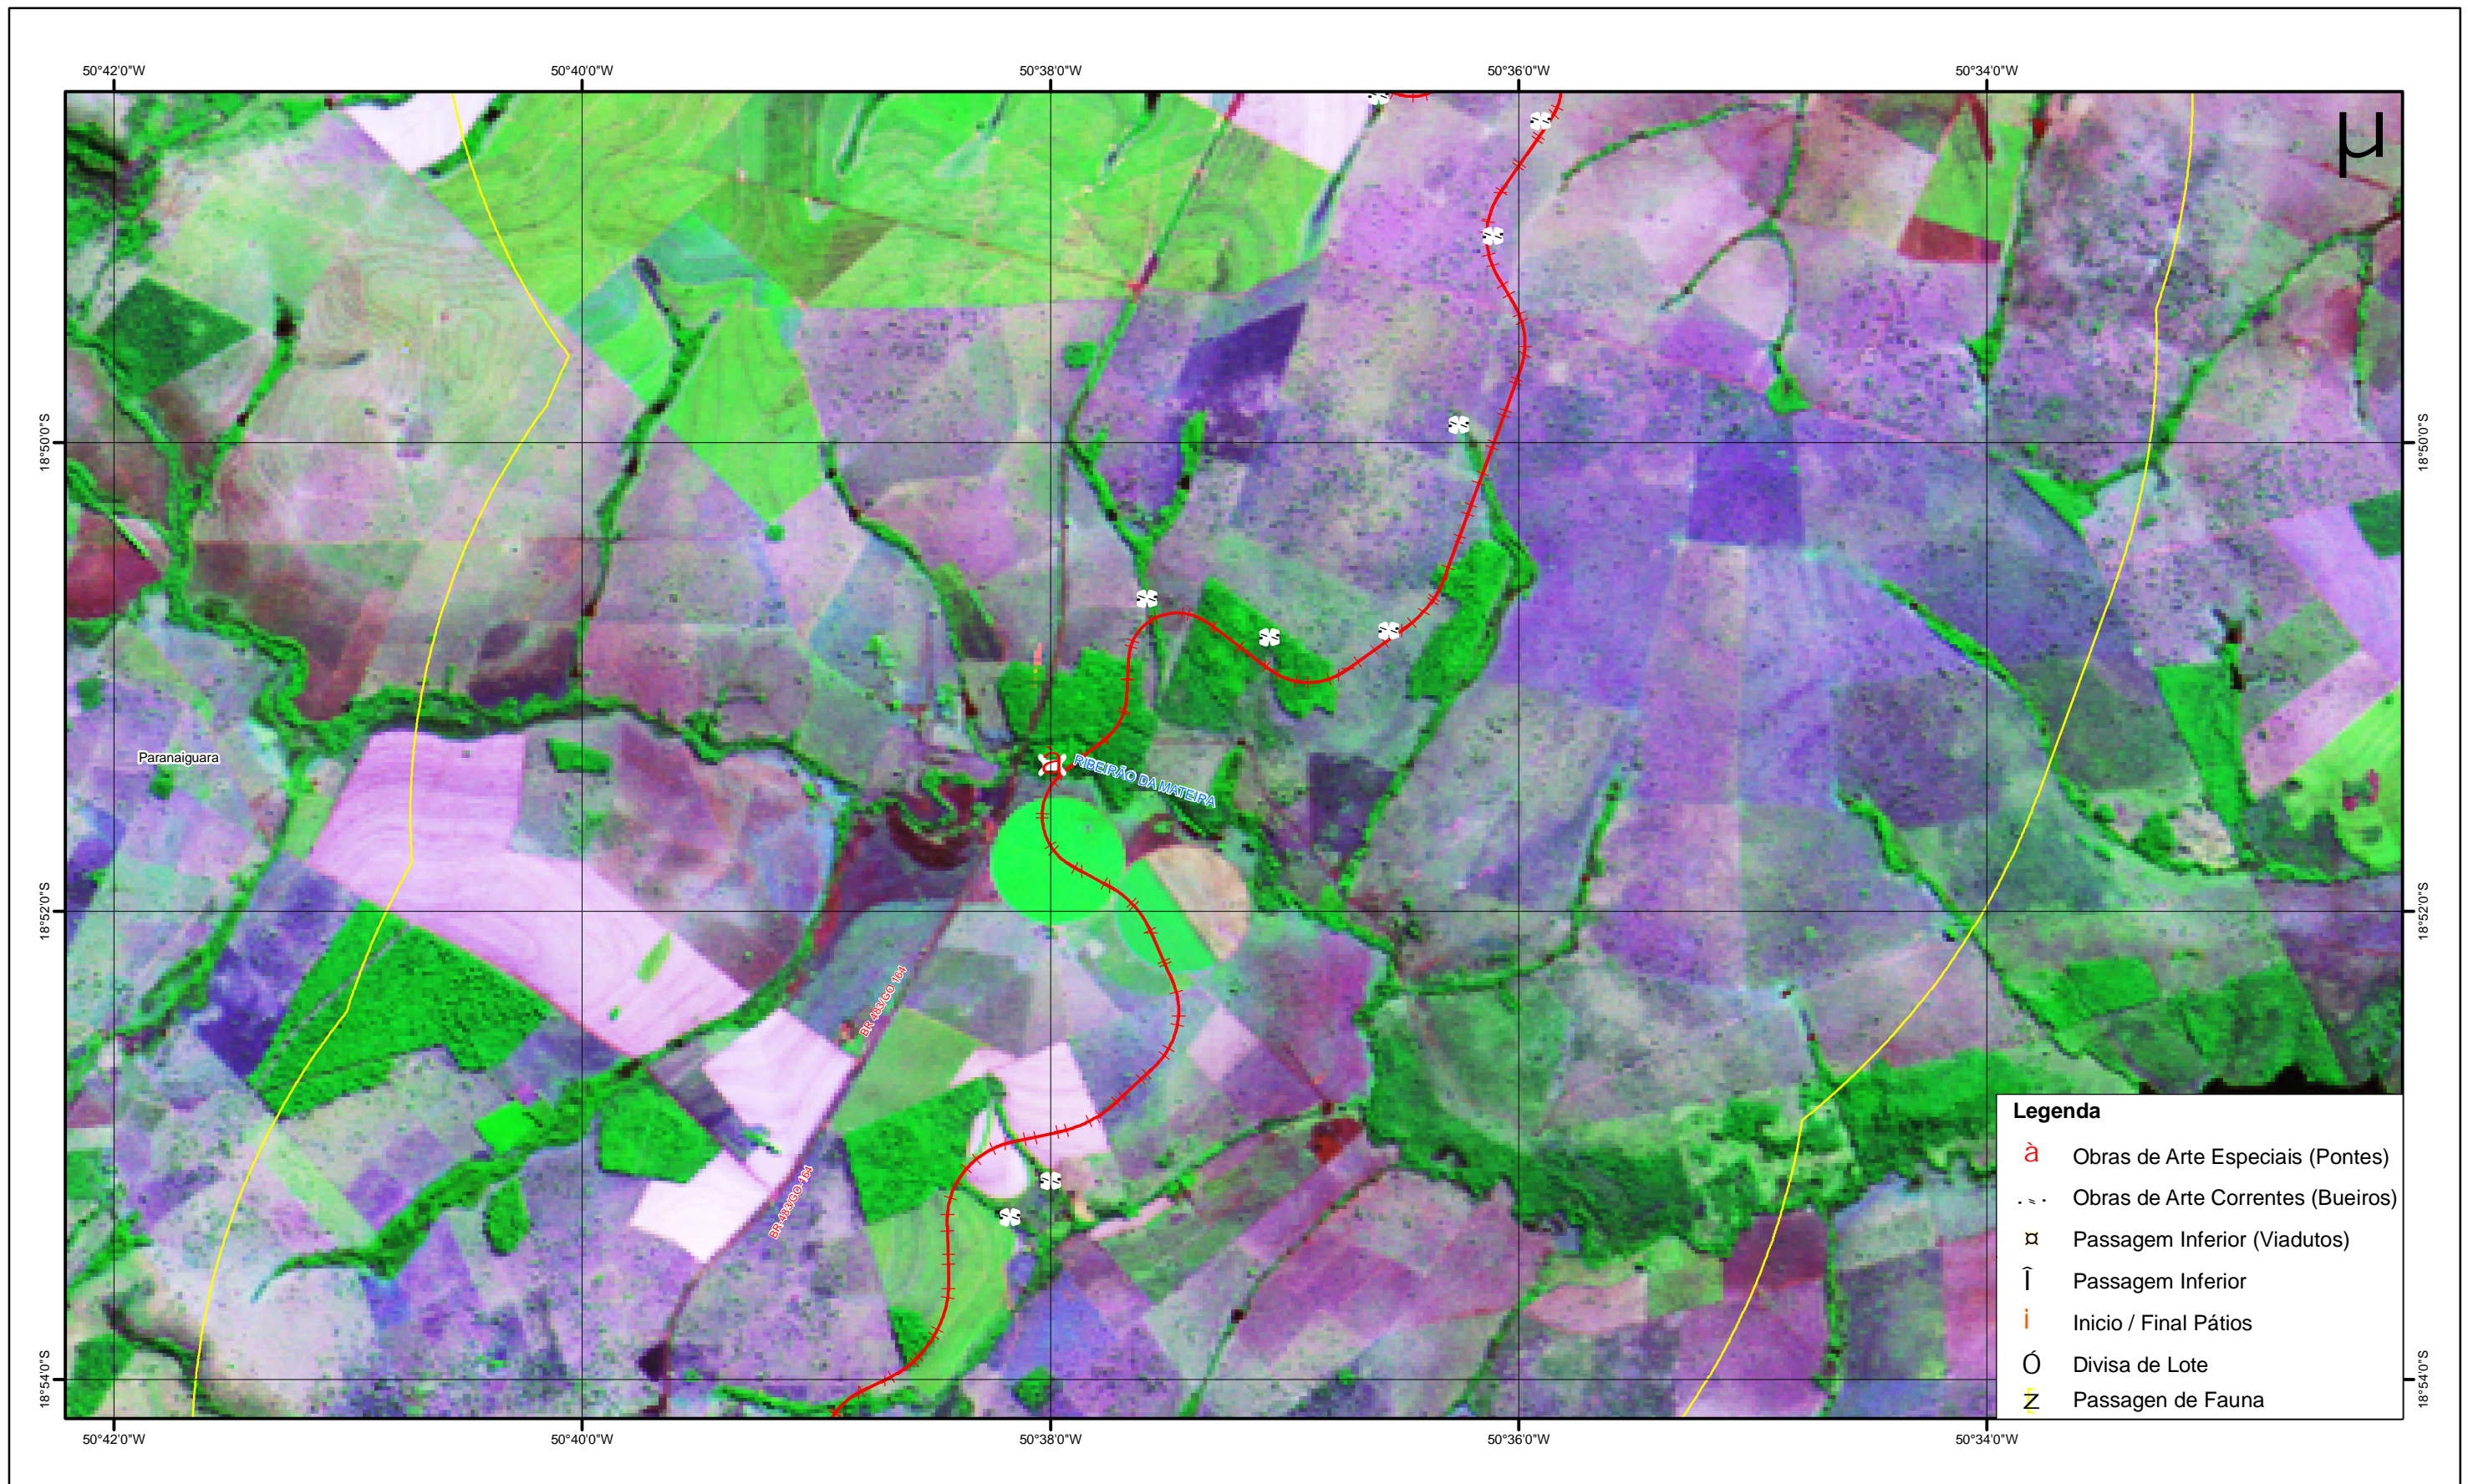 50°42'0"W
50°40'0"W
50°38'0"W
50°36'0"W
50°34'0"W
µ
18°50'0"S
18°50'0"S
Paranaiguara
RIBEIRÃO DA MATEIRA
18°52'0"S
18°52'0"S
BR 483/GO 164
BR 483/GO 164
Legenda
à Obras de Arte Especiais (Pontes)
Obras de Arte Correntes (Bueiros)
¤ Passagem Inferior (Viadutos)
Î Passagem Inferior
i Inicio / Final Pátios
Ó Divisa de Lote
Z Passagen de Fauna
18°54'0"S
18°54'0"S
50°42'0"W
50°40'0"W
50°38'0"W
50°36'0"W
50°34'0"W